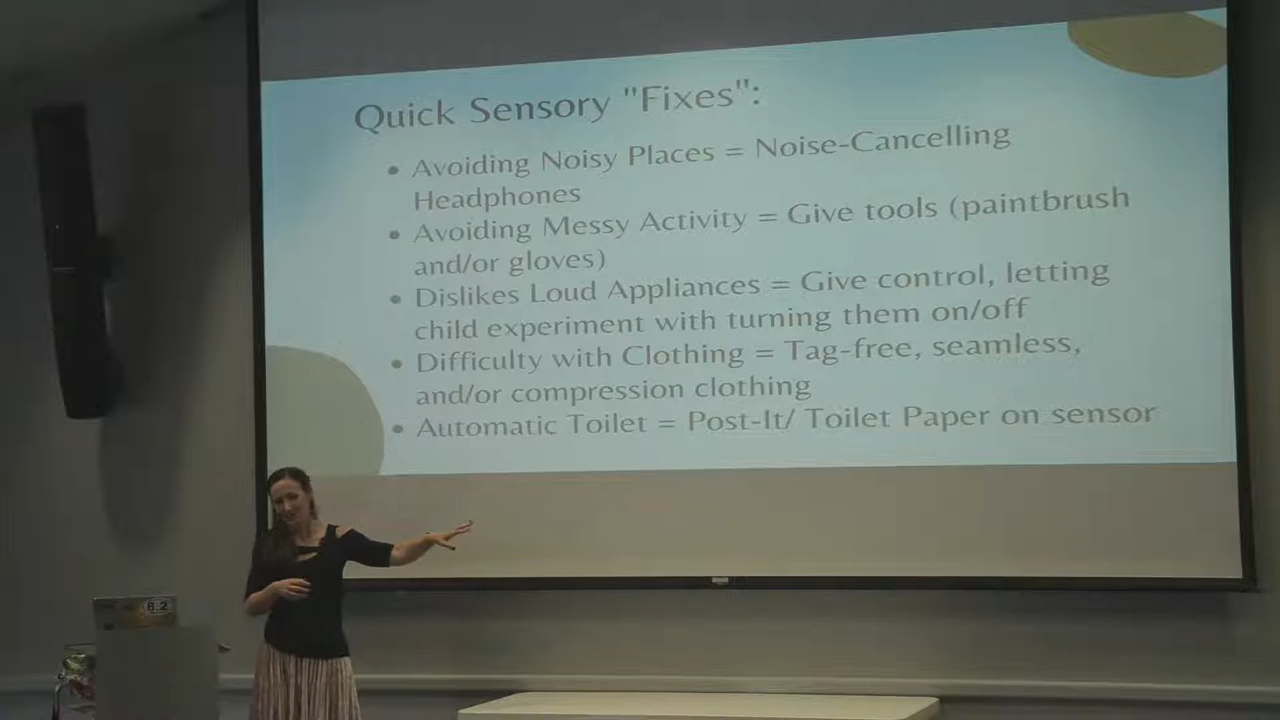 Quick Sensory "Fixes":
• Avoiding Noisy Places = Noise-Cancelling
Headphones
• Avoiding Messy Activity = Give tools (paintbrush
and/or gloves)
• Dislikes Loud Appliances = Give control, letting
child experiment with turning them on/off
• Difficulty with Clothing = Tag-free, seamless,
and/or compression clothing
• Automatic Toilet = Post-It/ Toilet Paper on sensor
8.2